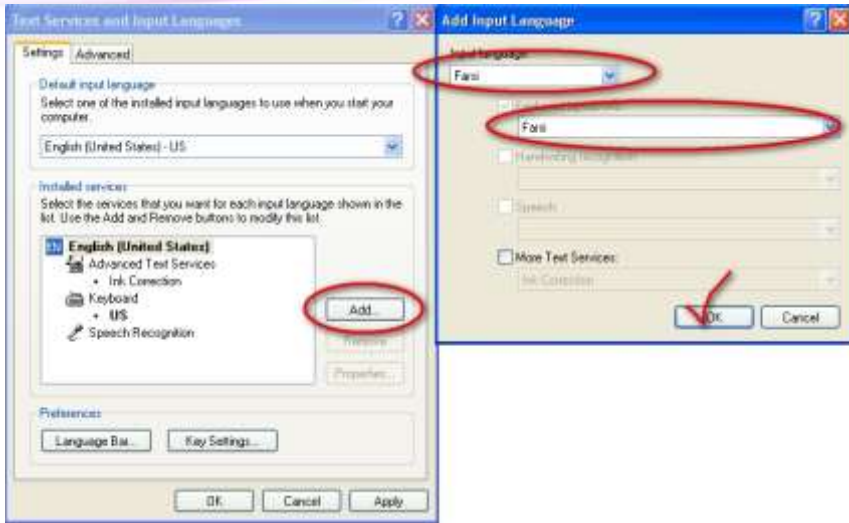 Text Services and Input Languages
Settings
Advanced
Default input language
Select one of the installed input languages to use when you start your
computer.
English (United States) - US
Installed services
Select the services that you want for each input language shown in the
list. Use the Add and Remove buttons to modify this list.
EN English (United States)
Advanced Text Services
• Ink Correction
Keyboard
• US
Speech Recognition
Add...
Remove
Properties...
Preferences
Language Bar...
Key Settings...
OK
Cancel
Apply
Add Input Language
Input language:
Farsi
Farsi
Handwriting recognition
Speech
More Text Services:
Ink Correction
OK
Cancel